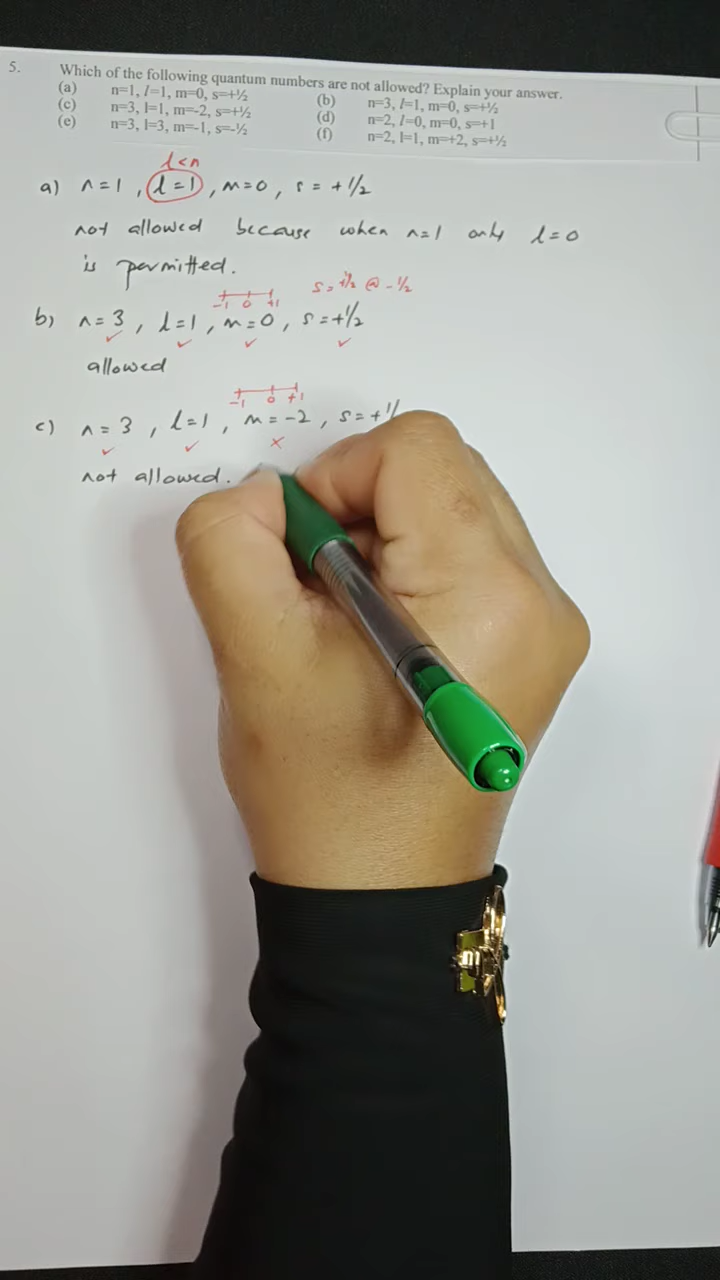 5. Which of the following quantum numbers are not allowed? Explain your answer.
(a) n=1, l=1, m=0, s=+½ (b) n=3, l=1, m=0, s=+½
(c) n=3, l=1, m=-2, s=+½ (d) n=2, l=0, m=0, s=+1
(e) n=3, l=3, m=-1, s=-½ (f) n=2, l=1, m=+2, s=+½
l<n
a) n=1, l=1, m=0, s=+1/2
not allowed because when n=1 only l=0
is permitted.
-1 0 +1 s=+1/2 @ -1/2
b) n=3, l=1, m=0, s=+1/2
✓ ✓ ✓ ✓
allowed
-1 0 +1
c) n=3, l=1, m=-2, s=+1/
✓ ✓ ×
not allowed.